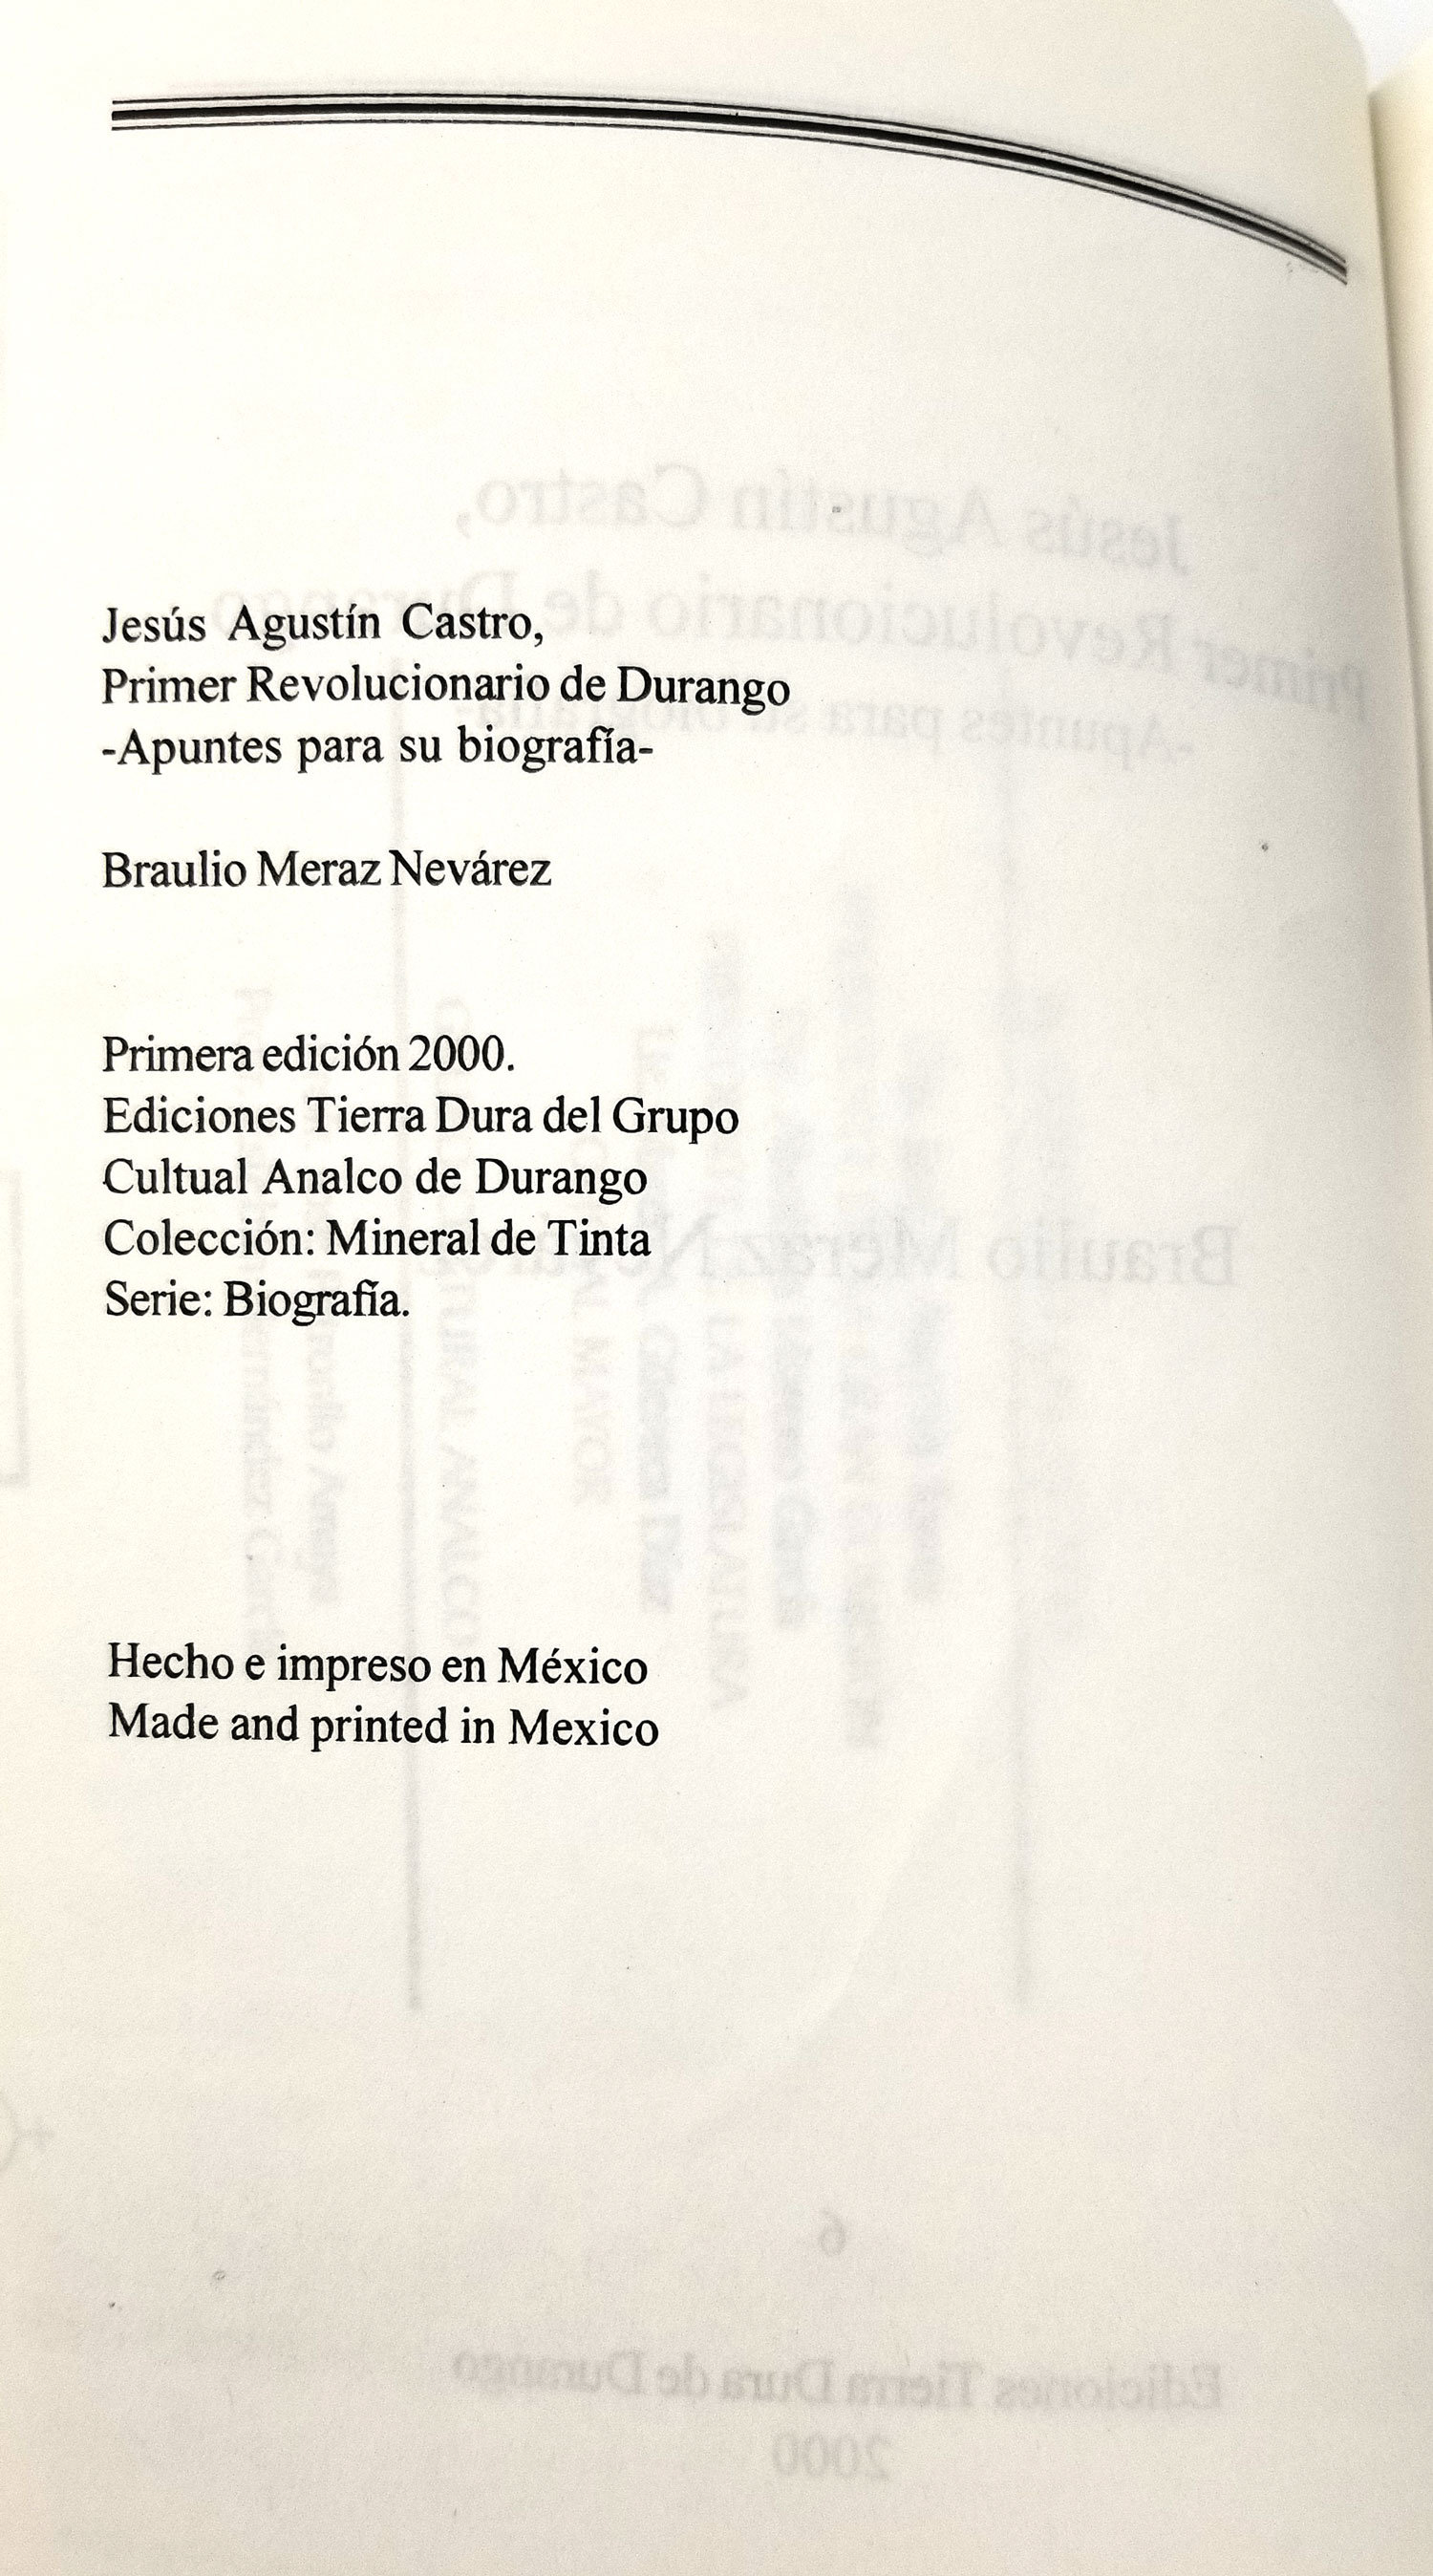 Jesús Agustín Castro,
Primer Revolucionario de Durango
-Apuntes para su biografía-
Braulio Meraz Nevárez
Primera edición 2000.
Ediciones Tierra Dura del Grupo
Cultual Analco de Durango
Colección: Mineral de Tinta
Serie: Biografía.
Hecho e impreso en México
Made and printed in Mexico